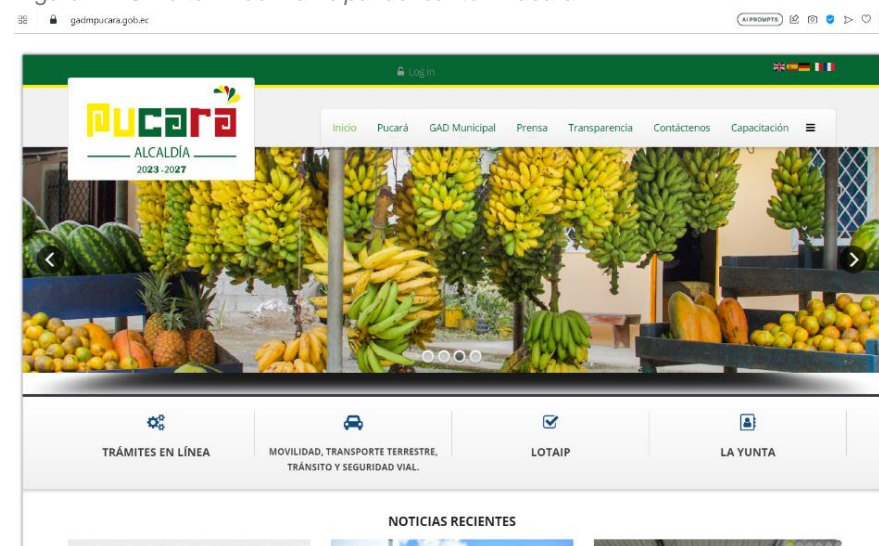 gadmpucara.gob.ec
AI PROMPTS
Log in
pucará
ALCALDÍA
2023-2027
Inicio Pucará GAD Municipal Prensa Transparencia Contáctenos Capacitación
TRÁMITES EN LÍNEA
MOVILIDAD, TRANSPORTE TERRESTRE,
TRÁNSITO Y SEGURIDAD VIAL.
LOTAIP
LA YUNTA
NOTICIAS RECIENTES